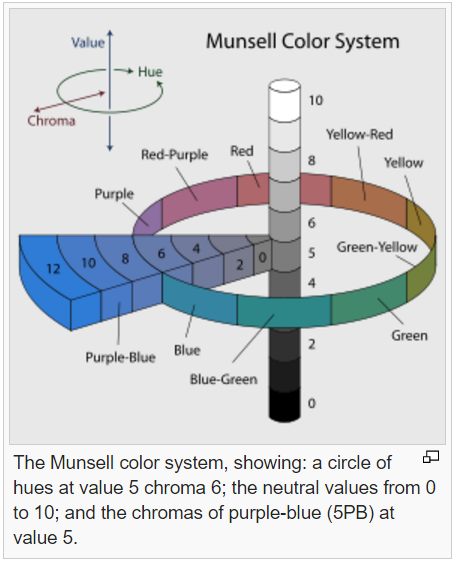 Munsell Color System
Value
Hue
Chroma
10
8
6
5
4
2
0
Red-Purple
Red
Yellow-Red
Yellow
Purple
Green-Yellow
12
10
8
6
4
2
0
Purple-Blue
Blue
Blue-Green
Green
The Munsell color system, showing: a circle of
hues at value 5 chroma 6; the neutral values from 0
to 10; and the chromas of purple-blue (5PB) at
value 5.